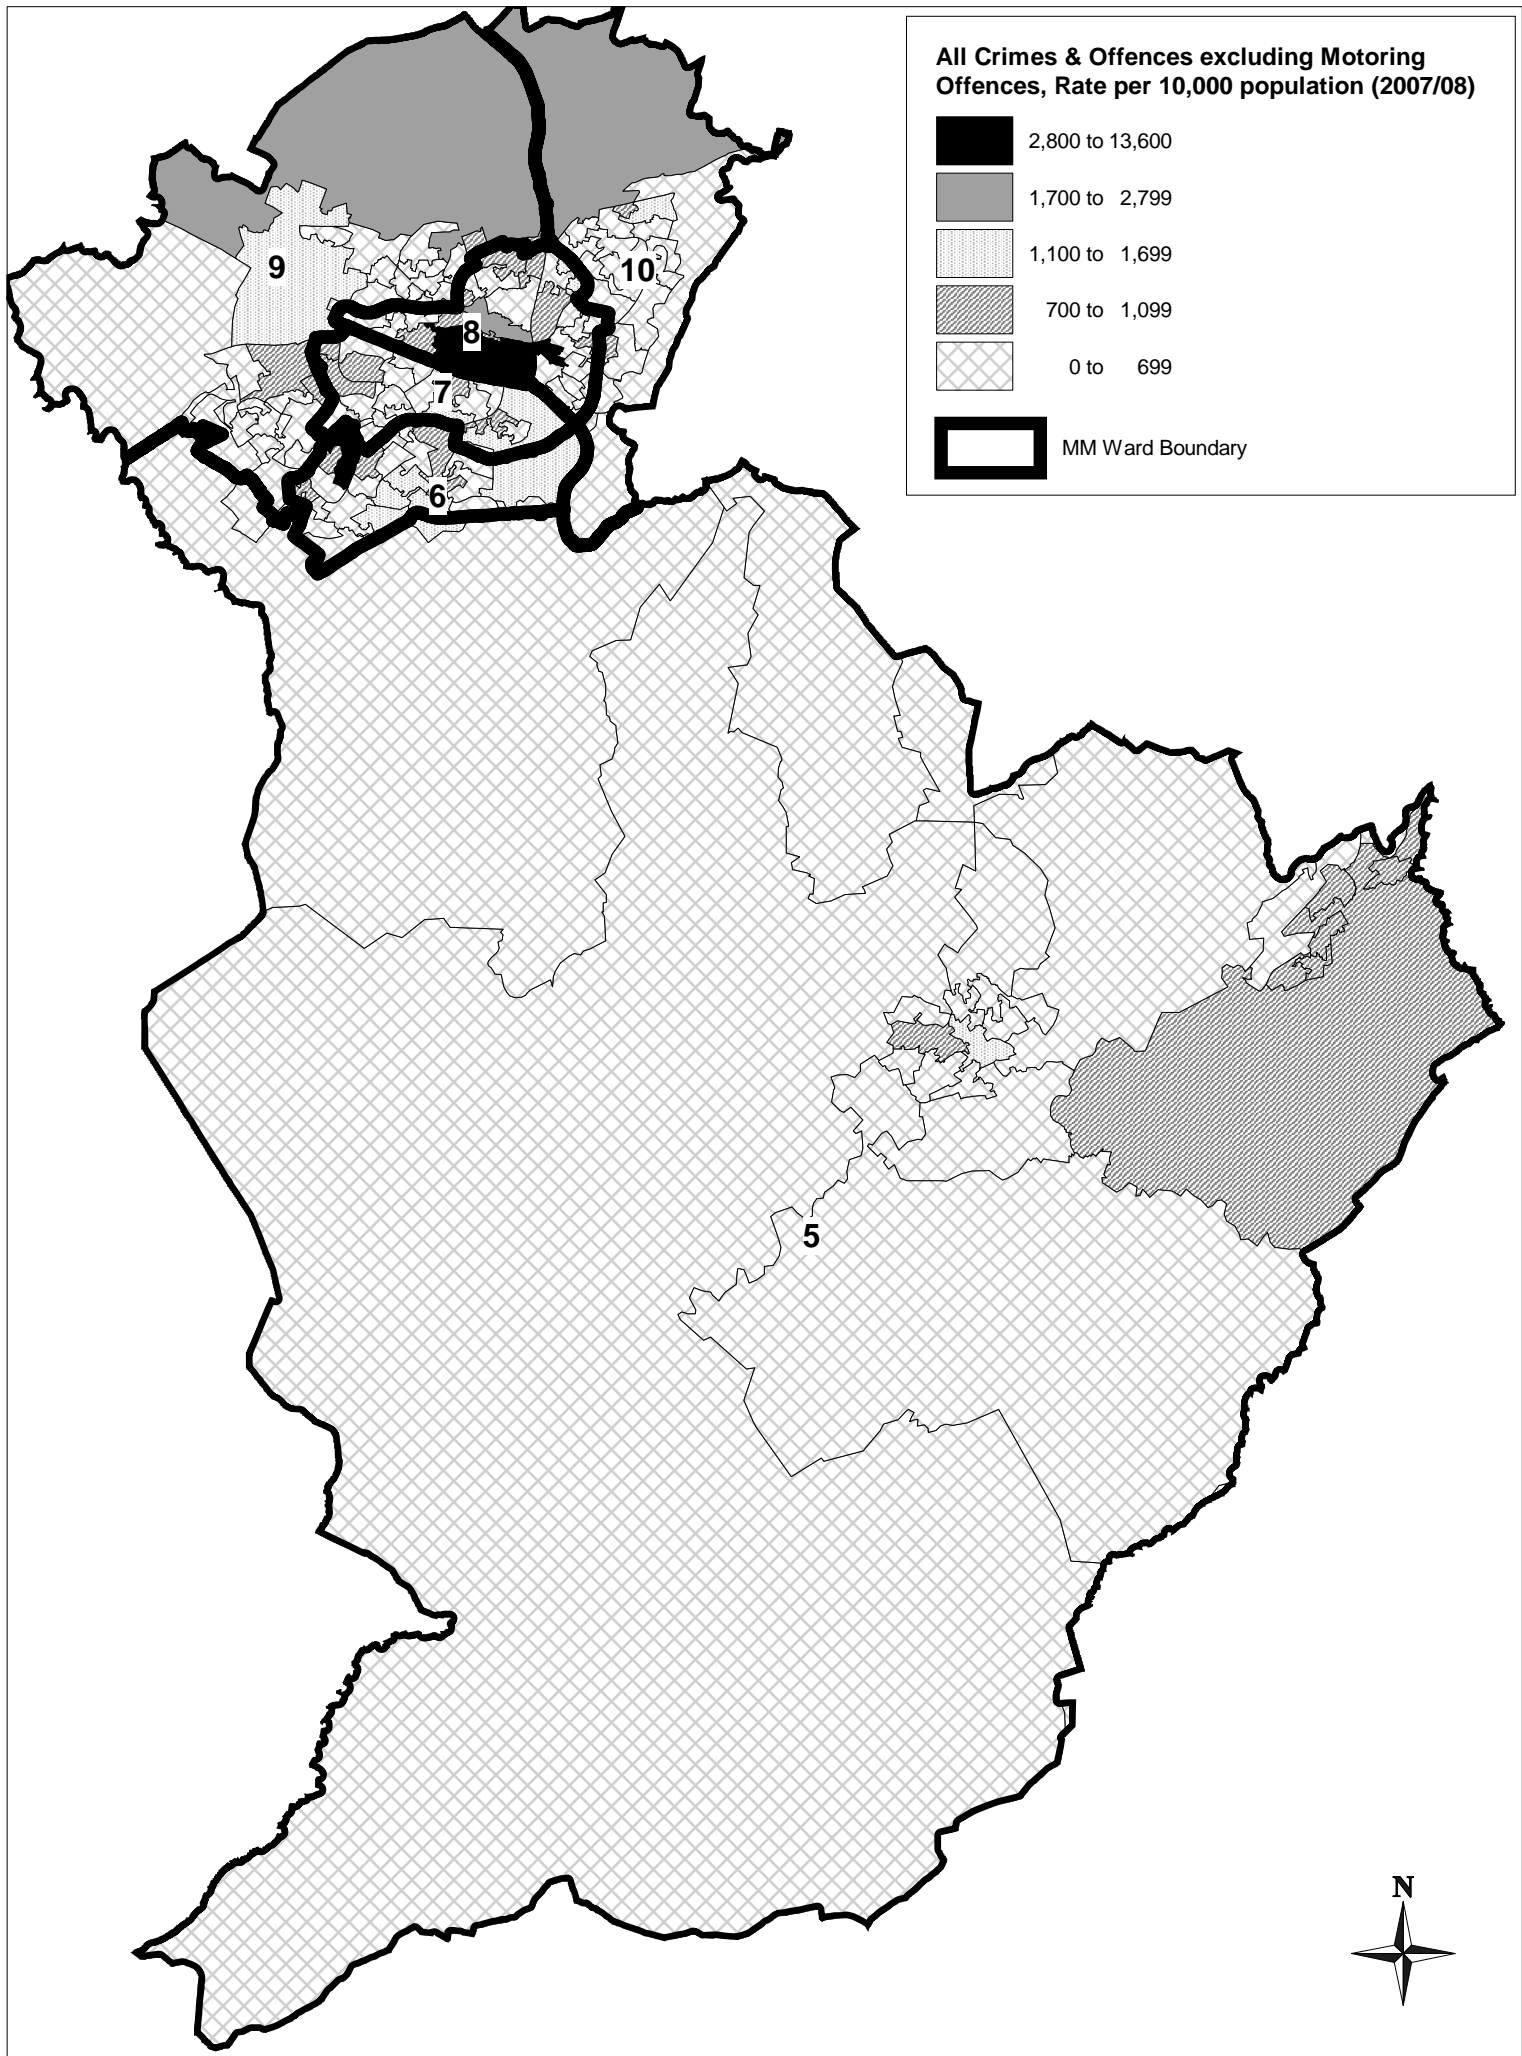 All Crimes & Offences excluding Motoring
Offences, Rate per 10,000 population (2007/08)
2,800 to 13,600
1,700 to 2,799
1,100 to 1,699
700 to 1,099
0 to 699
MM Ward Boundary
9
10
8
7
6
5
N